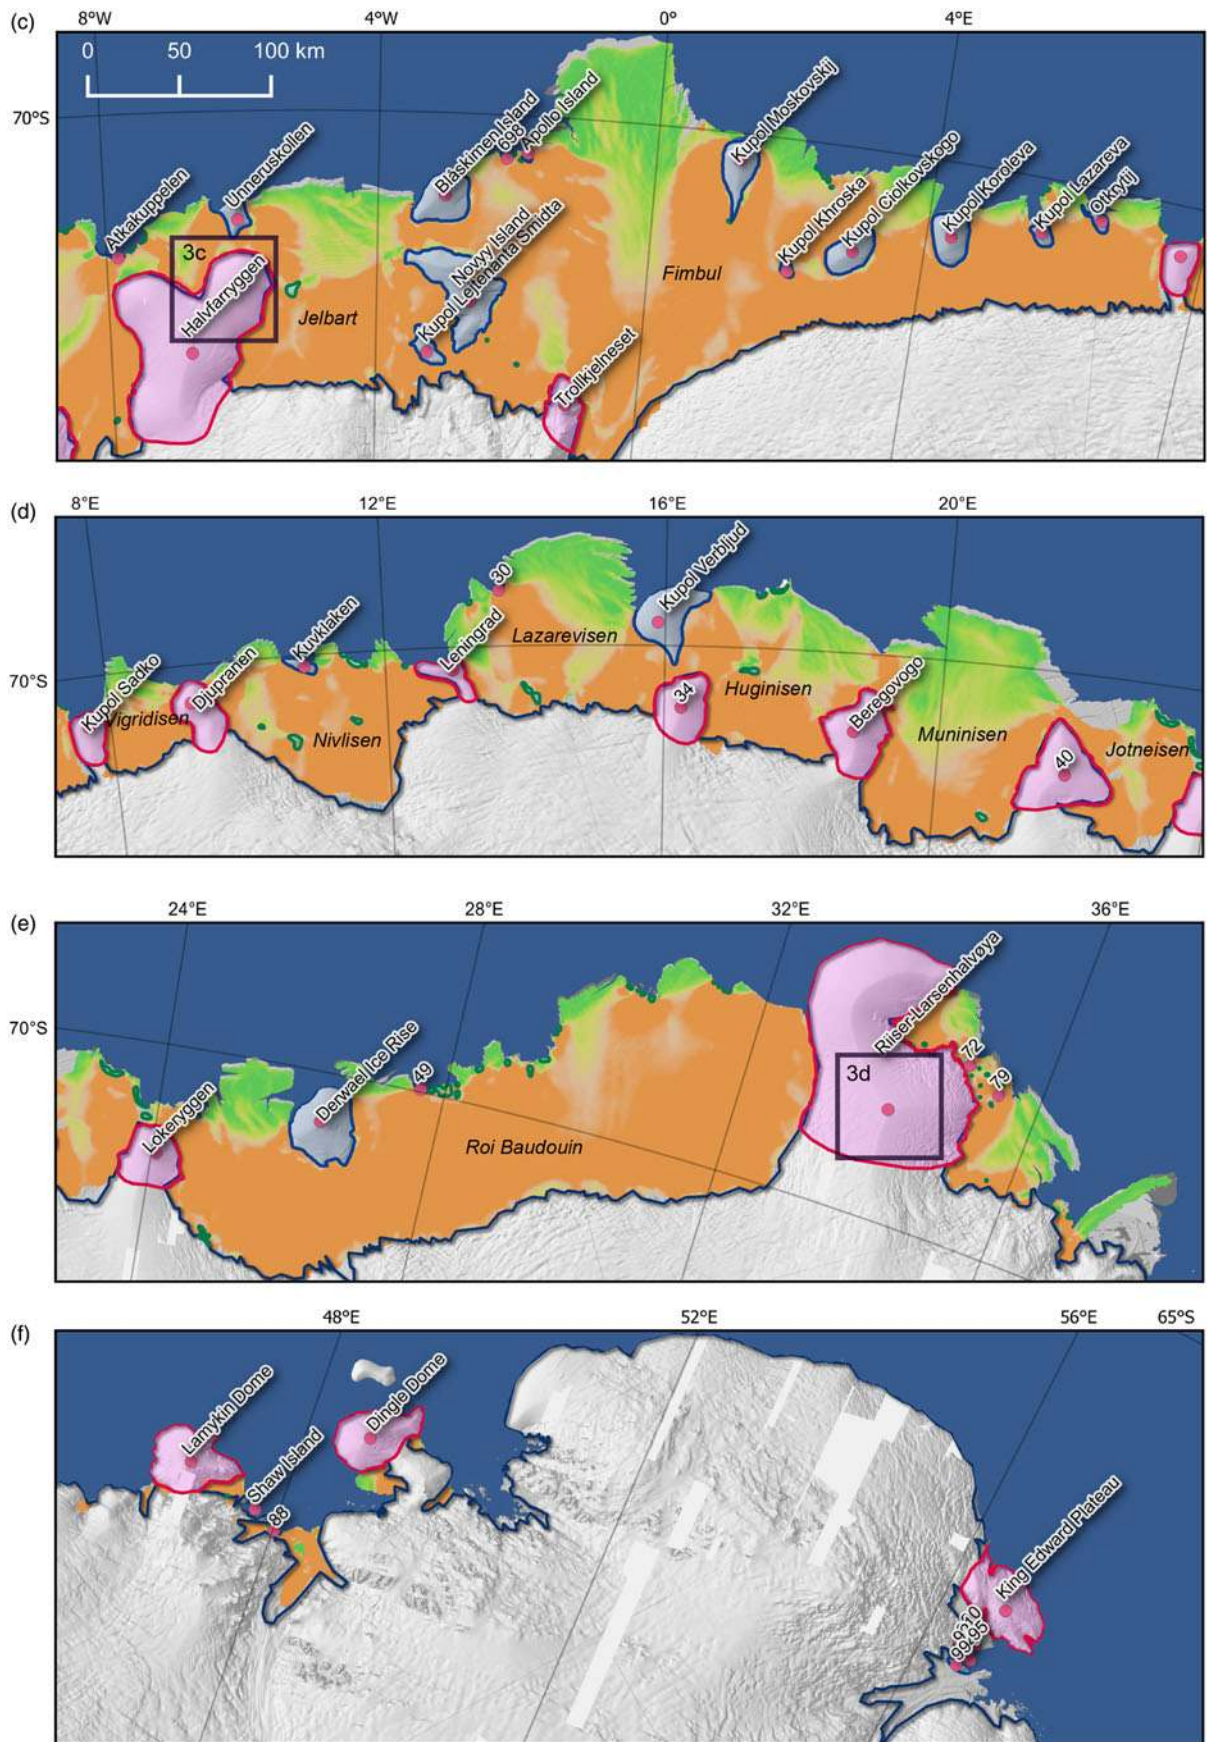 (c)
8°W
4°W
0°
4°E
0
50
100 km
70°S
Atkakuppelen
Unneruskollen
Blåskimen Island
698
Apollo Island
Kupol Moskovskij
Kupol Khroska
Kupol Ciolkovskogo
Kupol Koroleva
Kupol Lazareva
Otkrytij
3c
Halvfarryggen
Jelbart
Novyy Island
Kupol Lejtenanta Smidta
Fimbul
Trollkjelneset
(d)
8°E
12°E
16°E
20°E
70°S
Kupol Sadko
Vigridisen
Djupranen
Kuvklaken
Nivlisen
Leningrad
30
Lazarevisen
Kupol Verbljud
34
Huginisen
Beregovogo
Muninisen
40
Jotneisen
(e)
24°E
28°E
32°E
36°E
70°S
Lokeryggen
Derwael Ice Rise
49
Roi Baudouin
Riiser-Larsenhalvøya
3d
72
79
(f)
48°E
52°E
56°E
65°S
Lamykin Dome
Shaw Island
88
Dingle Dome
King Edward Plateau